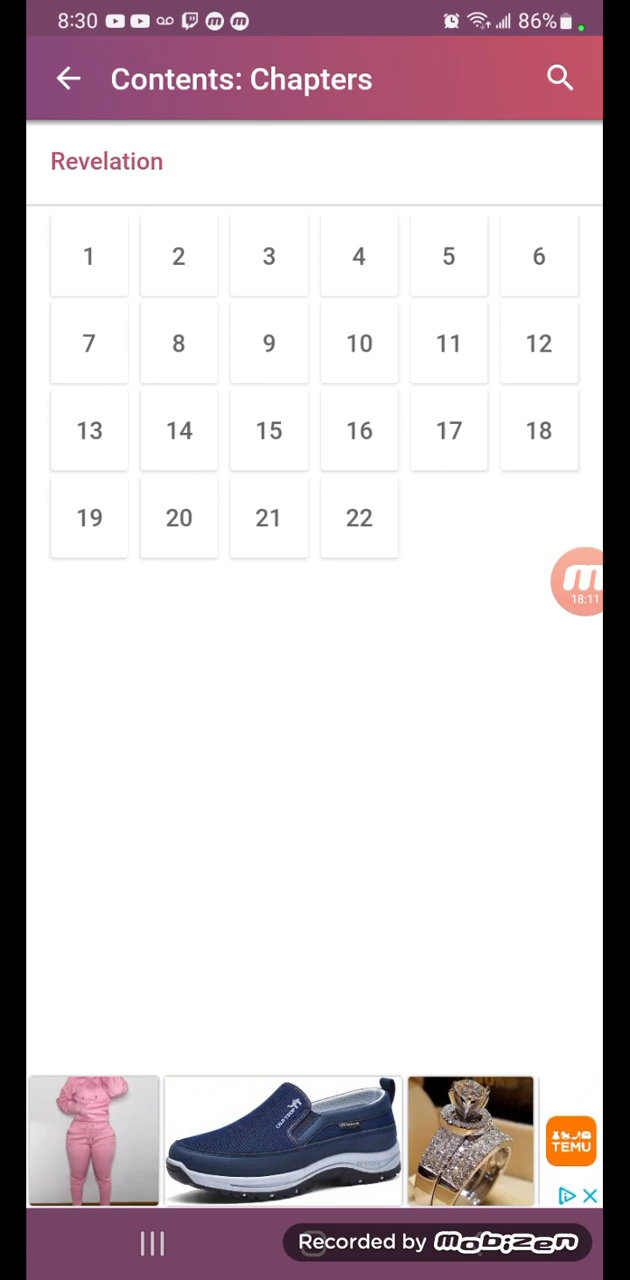 8:30 86%
Contents: Chapters
Revelation
1 2 3 4 5 6
7 8 9 10 11 12
13 14 15 16 17 18
19 20 21 22
m
18:11
TEMU
Recorded by mobizen